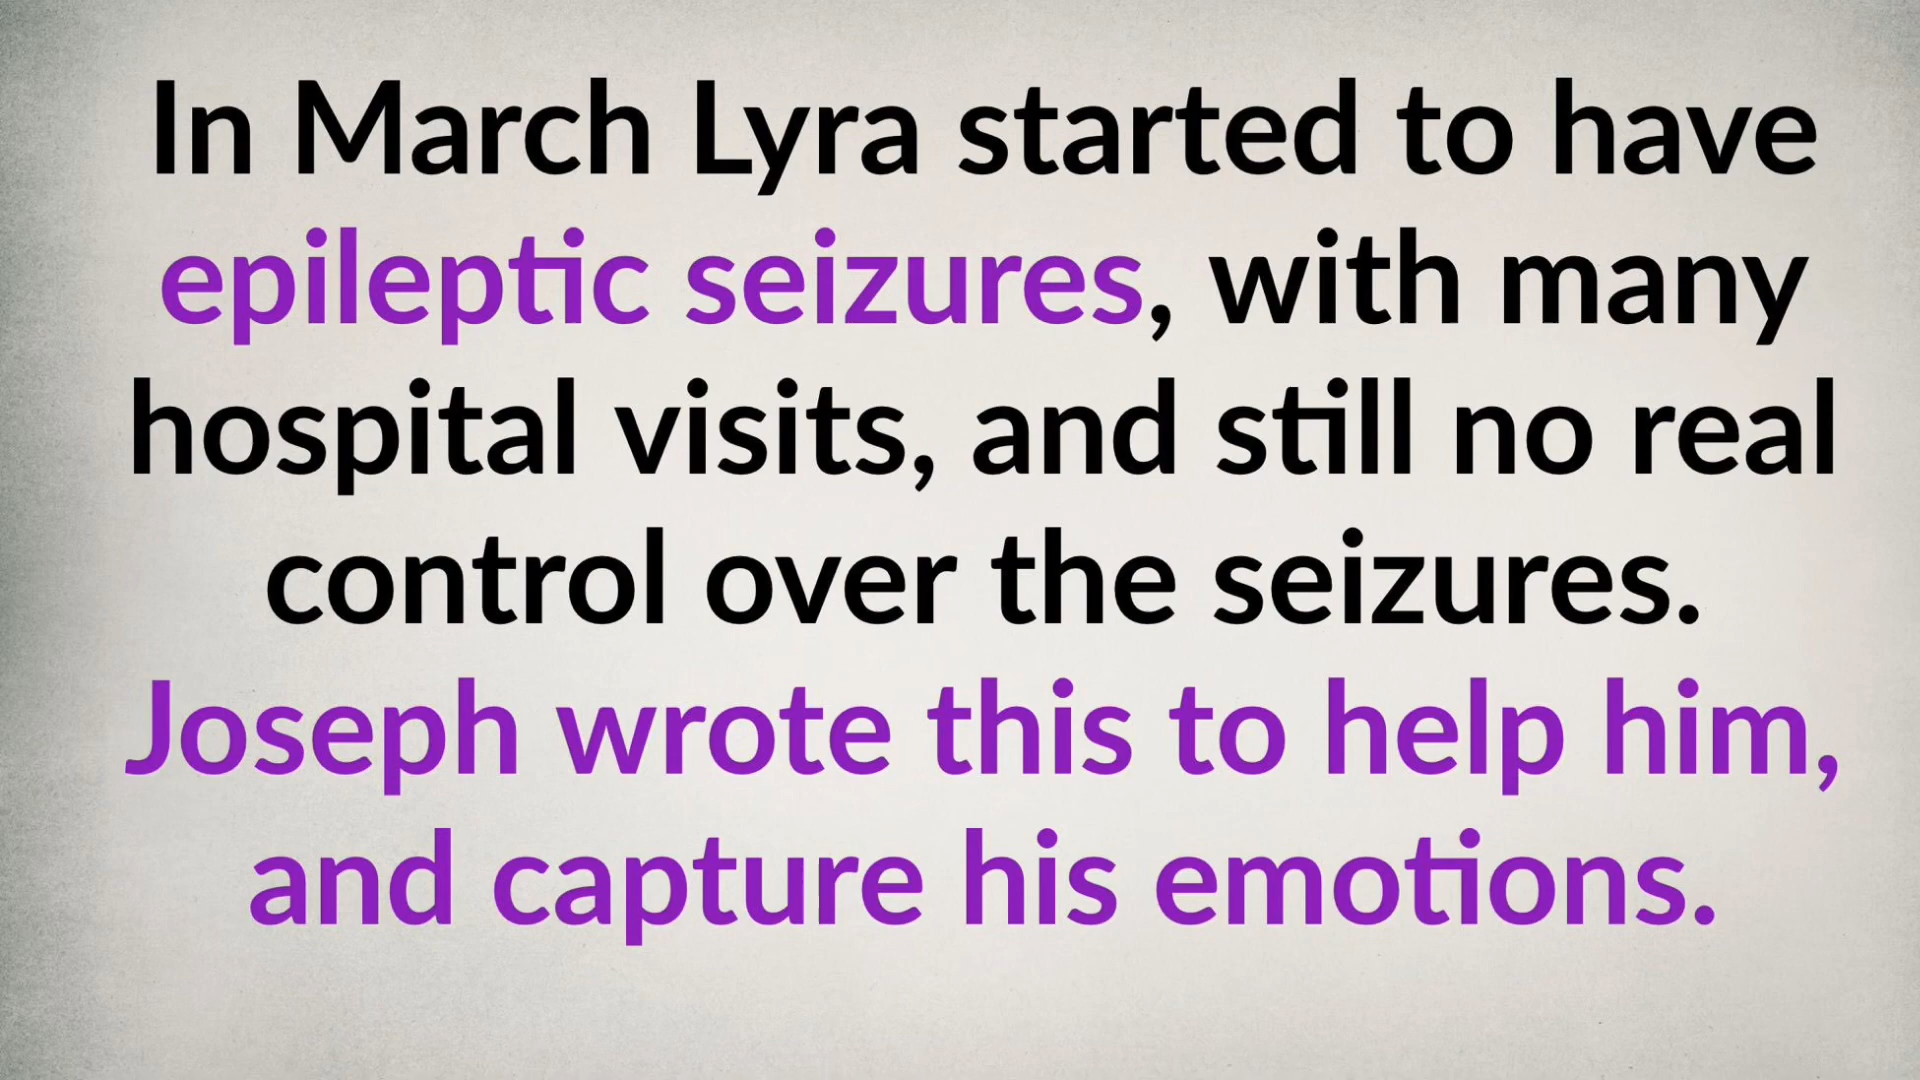 In March Lyra started to have
epileptic seizures, with many
hospital visits, and still no real
control over the seizures.
Joseph wrote this to help him,
and capture his emotions.